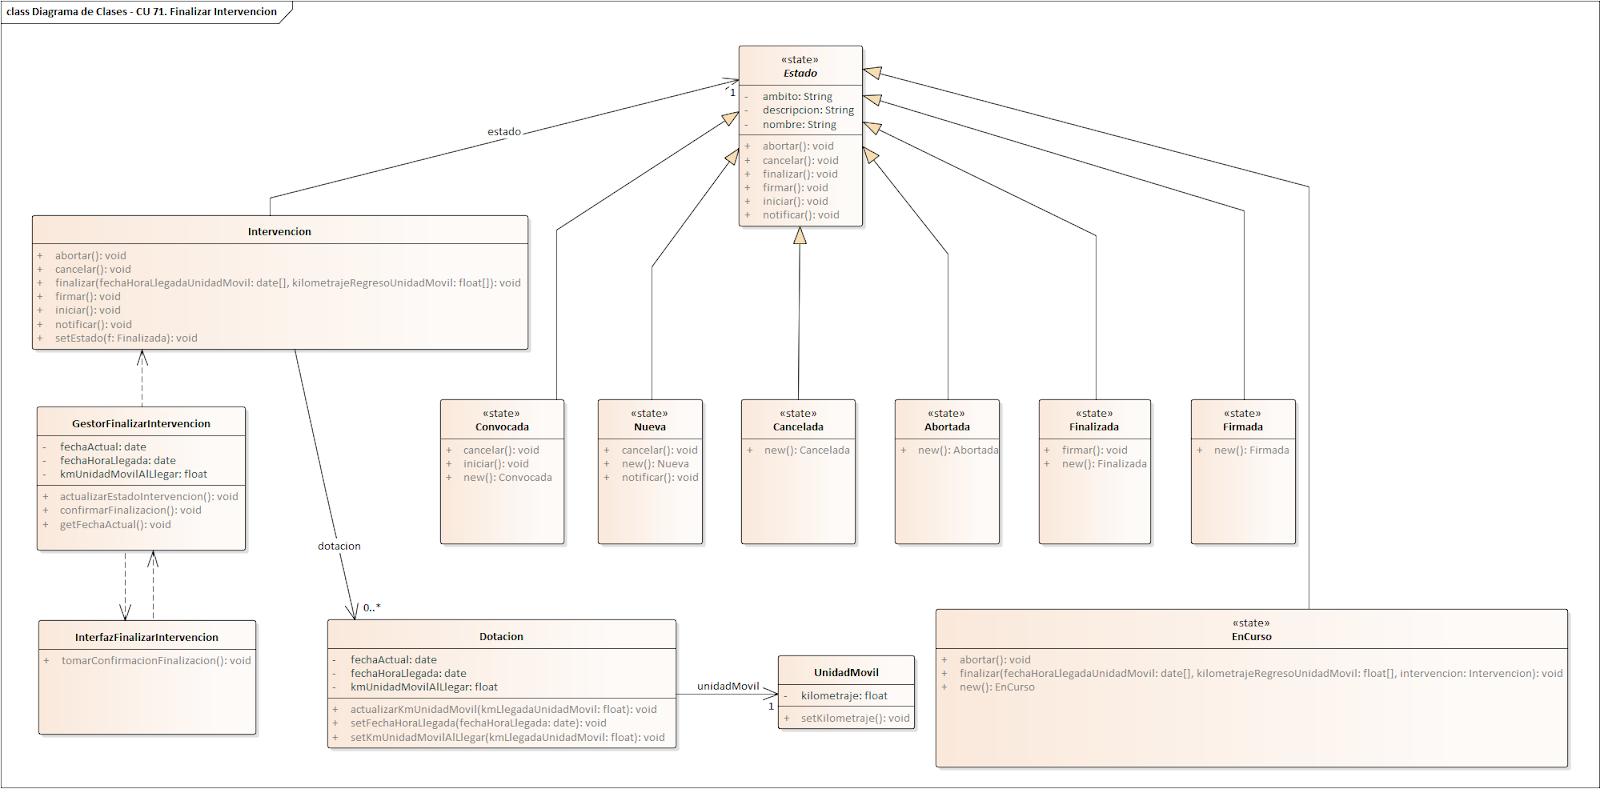 class Diagrama de Clases - CU 71. Finalizar Intervencion
«state»
Estado
- ambito: String
- descripcion: String
- nombre: String
+ abortar(): void
+ cancelar(): void
+ finalizar(): void
+ firmar(): void
+ iniciar(): void
+ notificar(): void
1
estado
Intervencion
+ abortar(): void
+ cancelar(): void
+ finalizar(fechaHoraLlegadaUnidadMovil: date[], kilometrajeRegresoUnidadMovil: float[]): void
+ firmar(): void
+ iniciar(): void
+ notificar(): void
+ setEstado(f: Finalizada): void
GestorFinalizarIntervencion
- fechaActual: date
- fechaHoraLlegada: date
- kmUnidadMovilAlLlegar: float
+ actualizarEstadoIntervencion(): void
+ confirmarFinalizacion(): void
+ getFechaActual(): void
«state»
Convocada
+ cancelar(): void
+ iniciar(): void
+ new(): Convocada
«state»
Nueva
+ cancelar(): void
+ new(): Nueva
+ notificar(): void
«state»
Cancelada
+ new(): Cancelada
«state»
Abortada
+ new(): Abortada
«state»
Finalizada
+ firmar(): void
+ new(): Finalizada
«state»
Firmada
+ new(): Firmada
dotacion
0..*
InterfazFinalizarIntervencion
+ tomarConfirmacionFinalizacion(): void
Dotacion
- fechaActual: date
- fechaHoraLlegada: date
- kmUnidadMovilAlLlegar: float
+ actualizarKmUnidadMovil(kmLlegadaUnidadMovil: float): void
+ setFechaHoraLlegada(fechaHoraLlegada: date): void
+ setKmUnidadMovilAlLlegar(kmLlegadaUnidadMovil: float): void
unidadMovil
1
UnidadMovil
- kilometraje: float
+ setKilometraje(): void
«state»
EnCurso
+ abortar(): void
+ finalizar(fechaHoraLlegadaUnidadMovil: date[], kilometrajeRegresoUnidadMovil: float[], intervencion: Intervencion): void
+ new(): EnCurso